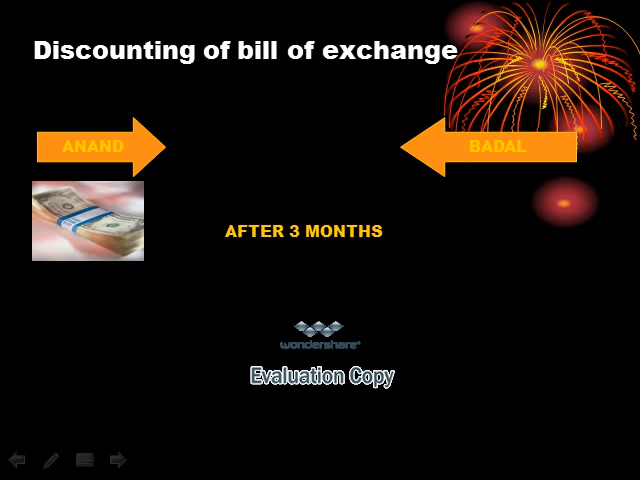 Discounting of bill of exchange
ANAND
BADAL
AFTER 3 MONTHS
wondershare®
Evaluation Copy